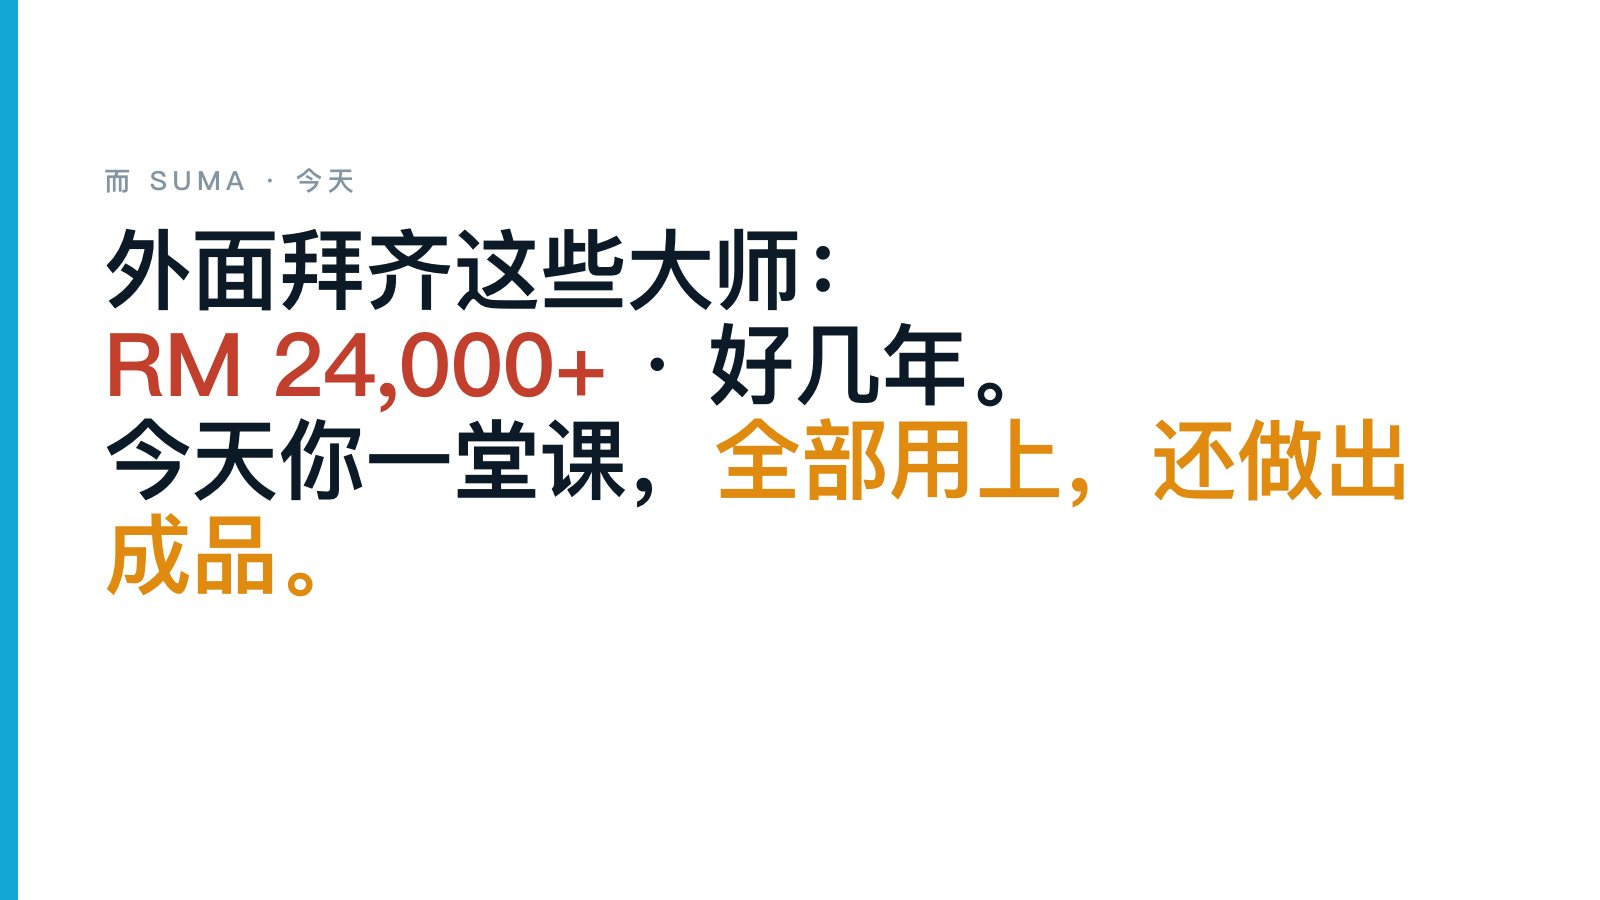 而 SUMA · 今天
外面拜齐这些大师：
RM 24,000+ · 好几年。
今天你一堂课，全部用上，还做出
成品。